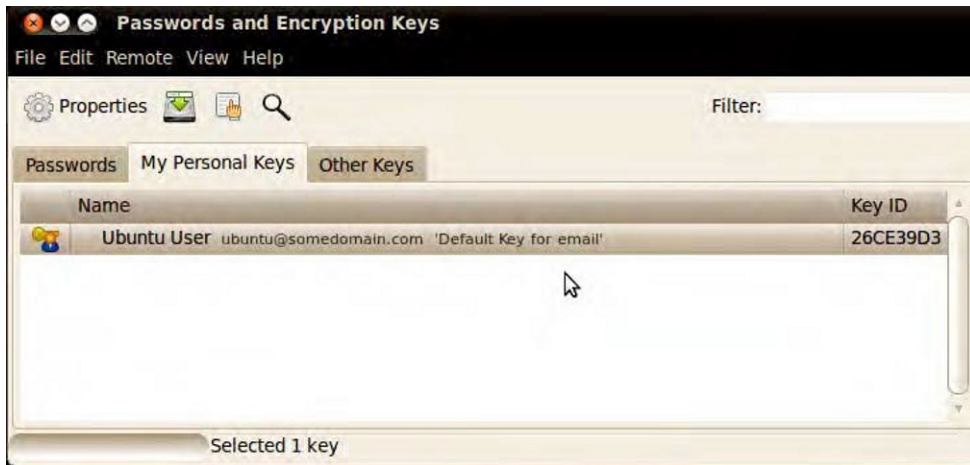 Passwords and Encryption Keys
File Edit Remote View Help
Properties Filter:
Passwords My Personal Keys Other Keys
Name Key ID
Ubuntu User ubuntu@somedomain.com 'Default Key for email' 26CE39D3
Selected 1 key